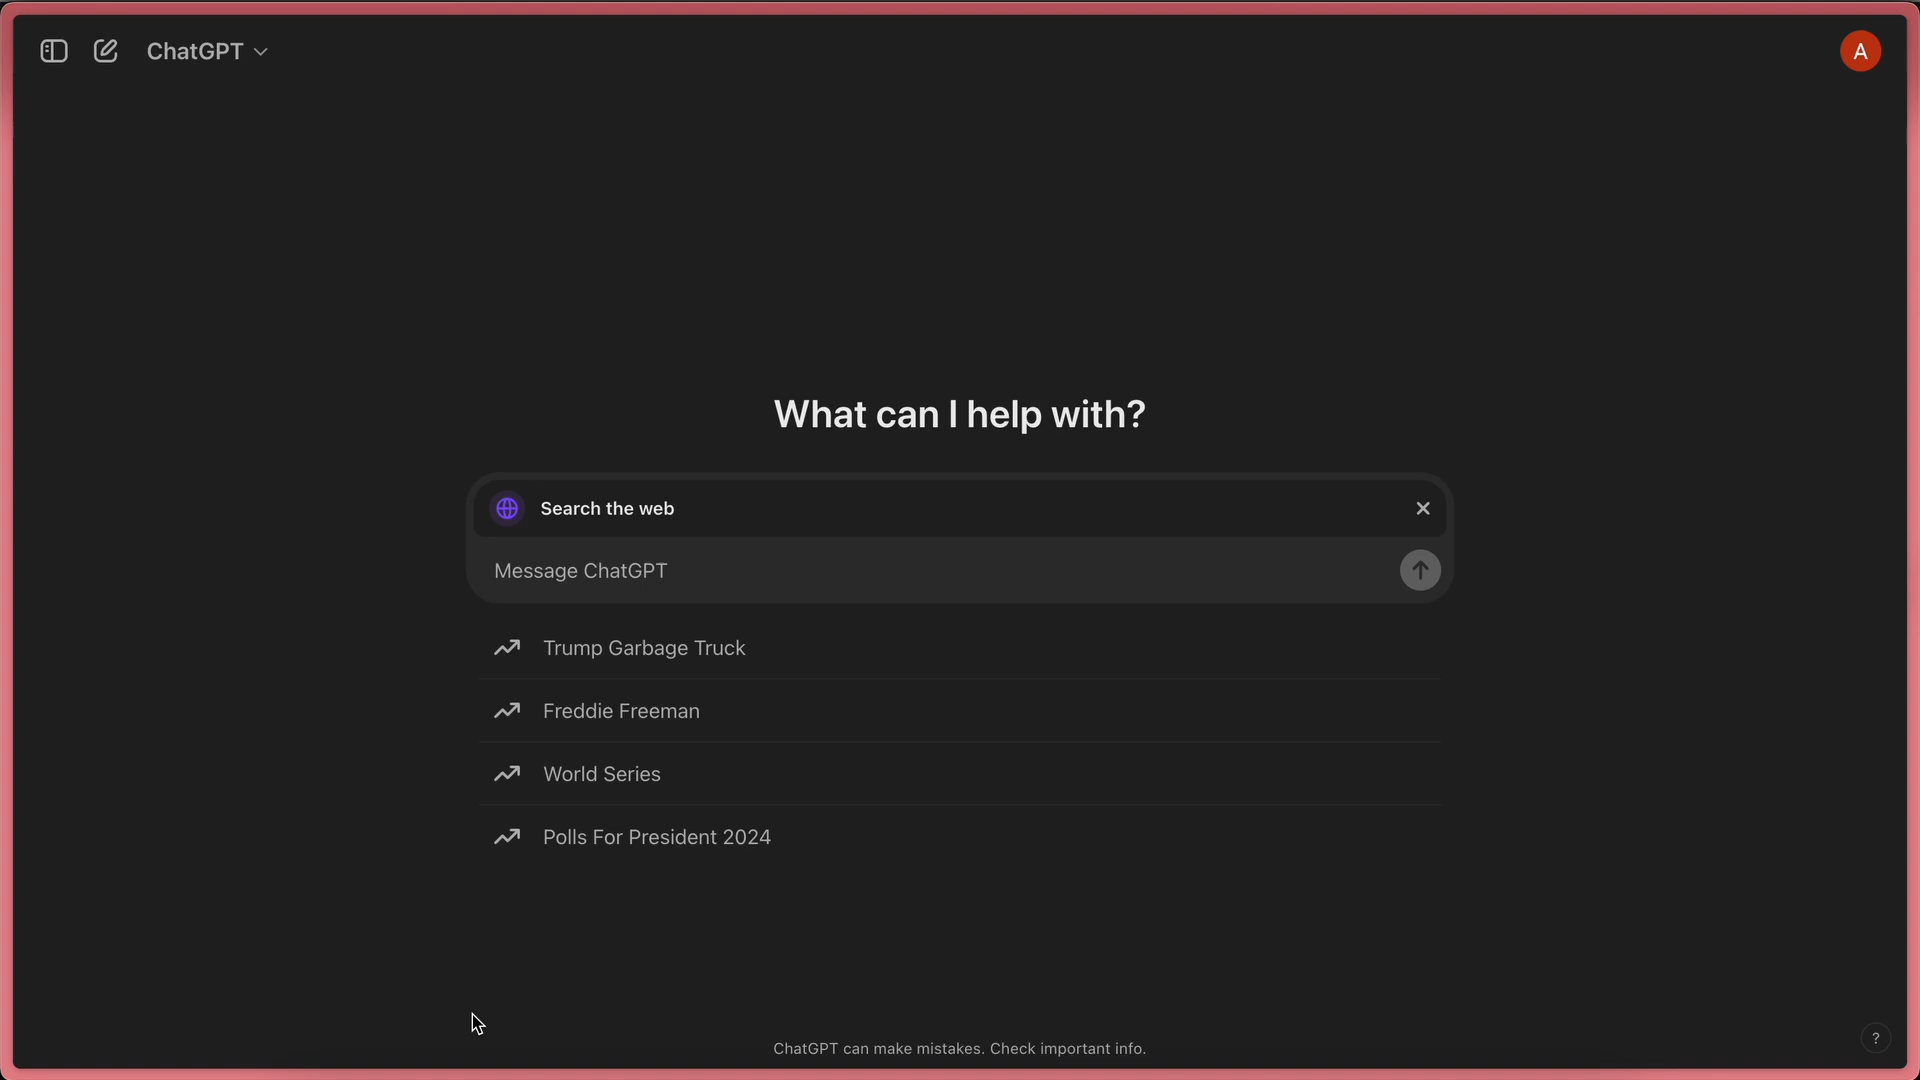 ChatGPT
A
What can I help with?
Search the web
Message ChatGPT
Trump Garbage Truck
Freddie Freeman
World Series
Polls For President 2024
ChatGPT can make mistakes. Check important info.
?